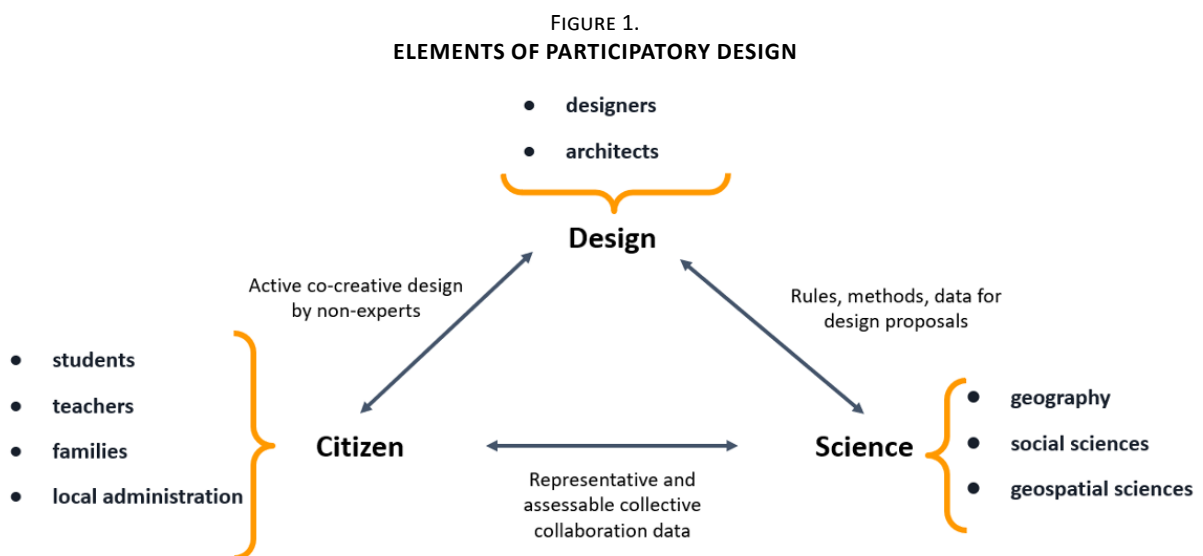 FIGURE 1.
ELEMENTS OF PARTICIPATORY DESIGN
● designers
● architects
Design
Active co-creative design
by non-experts
Rules, methods, data for
design proposals
● students
● teachers
● families
● local administration
Citizen
Science
● geography
● social sciences
● geospatial sciences
Representative and
assessable collective
collaboration data